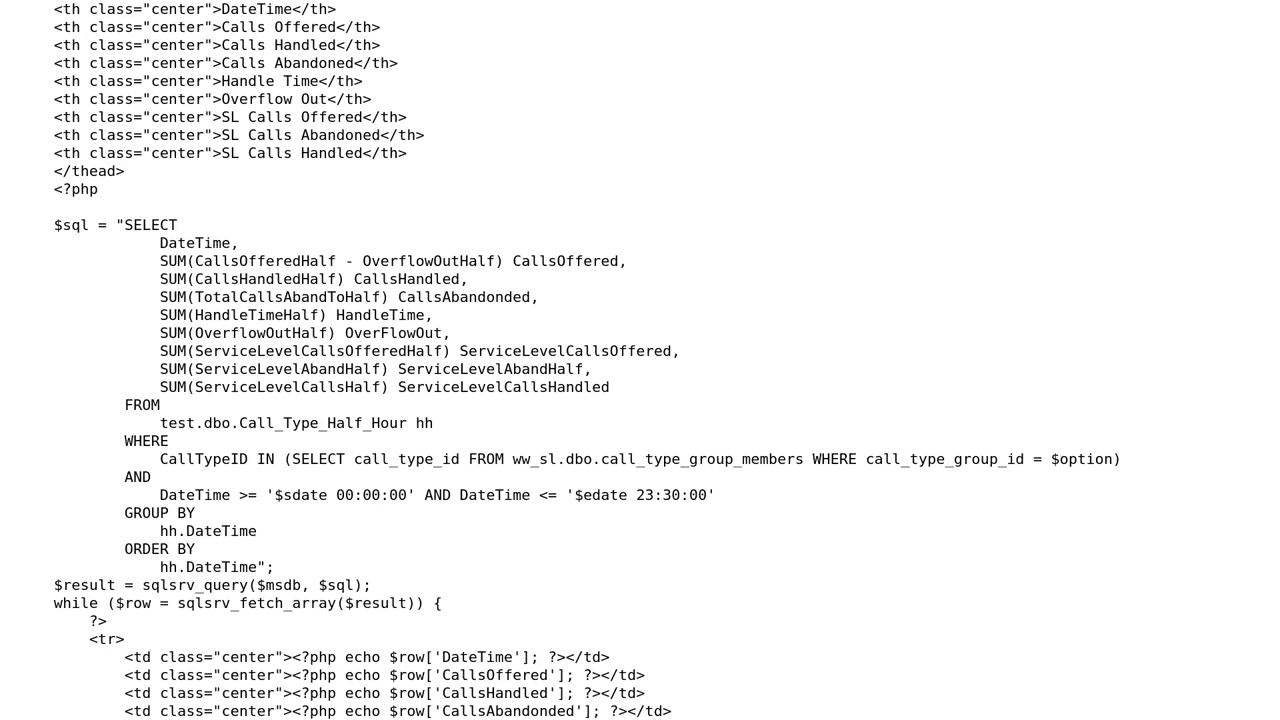 <th class="center">DateTime</th>
<th class="center">Calls Offered</th>
<th class="center">Calls Handled</th>
<th class="center">Calls Abandoned</th>
<th class="center">Handle Time</th>
<th class="center">Overflow Out</th>
<th class="center">SL Calls Offered</th>
<th class="center">SL Calls Abandoned</th>
<th class="center">SL Calls Handled</th>
</thead>
<?php

$sql = "SELECT
            DateTime,
            SUM(CallsOfferedHalf - OverflowOutHalf) CallsOffered,
            SUM(CallsHandledHalf) CallsHandled,
            SUM(TotalCallsAbandToHalf) CallsAbandonded,
            SUM(HandleTimeHalf) HandleTime,
            SUM(OverflowOutHalf) OverFlowOut,
            SUM(ServiceLevelCallsOfferedHalf) ServiceLevelCallsOffered,
            SUM(ServiceLevelAbandHalf) ServiceLevelAbandHalf,
            SUM(ServiceLevelCallsHalf) ServiceLevelCallsHandled
        FROM
            test.dbo.Call_Type_Half_Hour hh
        WHERE
            CallTypeID IN (SELECT call_type_id FROM ww_sl.dbo.call_type_group_members WHERE call_type_group_id = $option)
        AND
            DateTime >= '$sdate 00:00:00' AND DateTime <= '$edate 23:30:00'
        GROUP BY
            hh.DateTime
        ORDER BY
            hh.DateTime";
$result = sqlsrv_query($msdb, $sql);
while ($row = sqlsrv_fetch_array($result)) {
    ?>
    <tr>
        <td class="center"><?php echo $row['DateTime']; ?></td>
        <td class="center"><?php echo $row['CallsOffered']; ?></td>
        <td class="center"><?php echo $row['CallsHandled']; ?></td>
        <td class="center"><?php echo $row['CallsAbandonded']; ?></td>